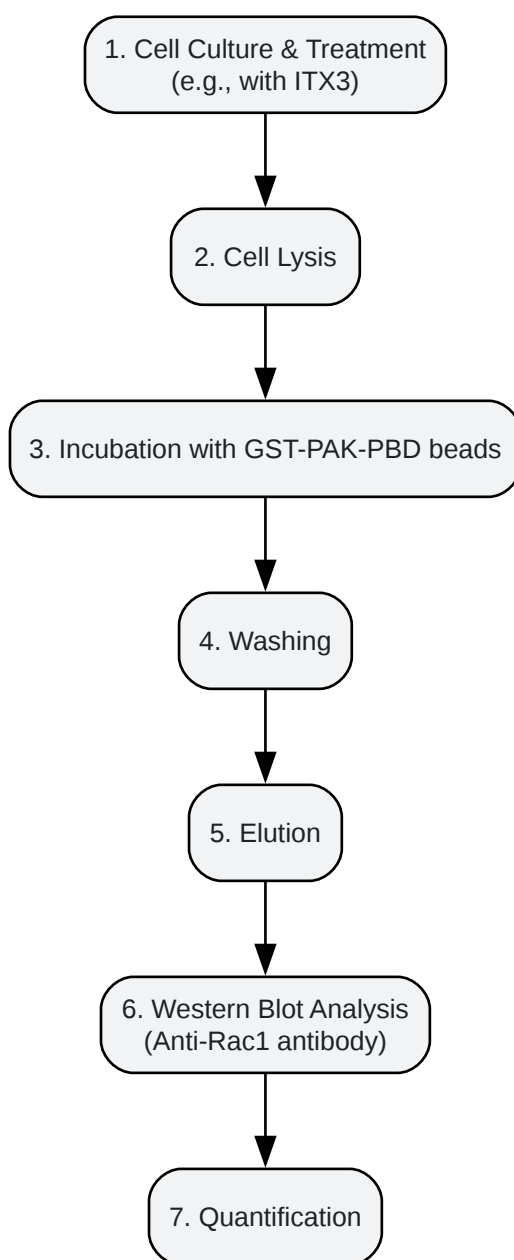 1. Cell Culture & Treatment
(e.g., with ITX3)
2. Cell Lysis
3. Incubation with GST-PAK-PBD beads
4. Washing
5. Elution
6. Western Blot Analysis
(Anti-Rac1 antibody)
7. Quantification